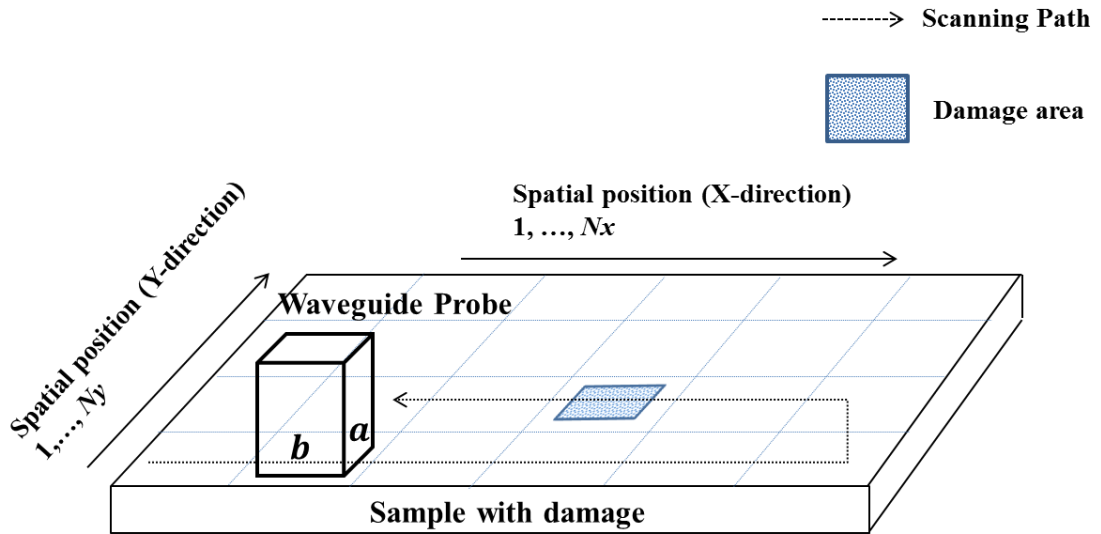 Scanning Path
Damage area
Spatial position (X-direction)
1, …, Nx
Spatial position (Y-direction)
1,…, Ny
Waveguide Probe
b
a
Sample with damage